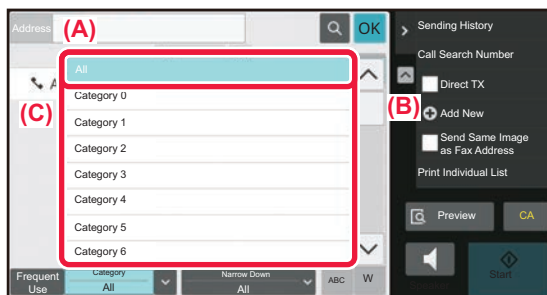 Address
(A)
OK
All
A
(C)
Category 0
Category 1
Category 2
Category 3
Category 4
Category 5
Category 6
Frequent
Use
Category
All
Narrow Down
All
ABC
W
Sending History
Call Search Number
Direct TX
(B)
Add New
Send Same Image
as Fax Address
Print Individual List
Preview
CA
Speaker
Start